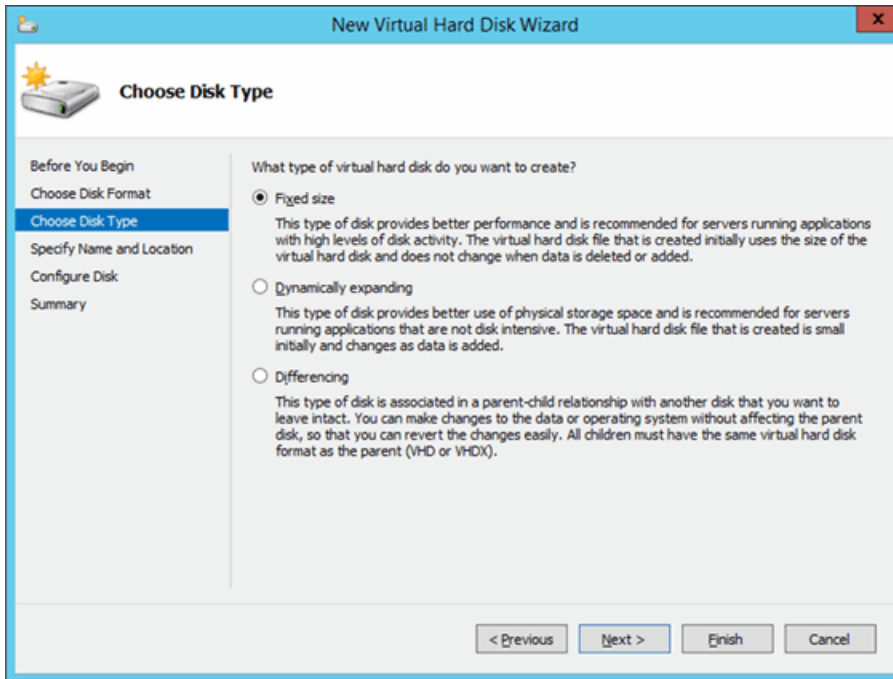 New Virtual Hard Disk Wizard
x
Choose Disk Type
Before You Begin
Choose Disk Format
Choose Disk Type
Specify Name and Location
Configure Disk
Summary
What type of virtual hard disk do you want to create?
Fixed size
This type of disk provides better performance and is recommended for servers running applications
with high levels of disk activity. The virtual hard disk file that is created initially uses the size of the
virtual hard disk and does not change when data is deleted or added.
Dynamically expanding
This type of disk provides better use of physical storage space and is recommended for servers
running applications that are not disk intensive. The virtual hard disk file that is created is small
initially and changes as data is added.
Differencing
This type of disk is associated in a parent-child relationship with another disk that you want to
leave intact. You can make changes to the data or operating system without affecting the parent
disk, so that you can revert the changes easily. All children must have the same virtual hard disk
format as the parent (VHD or VHDX).
< Previous Next > Finish Cancel